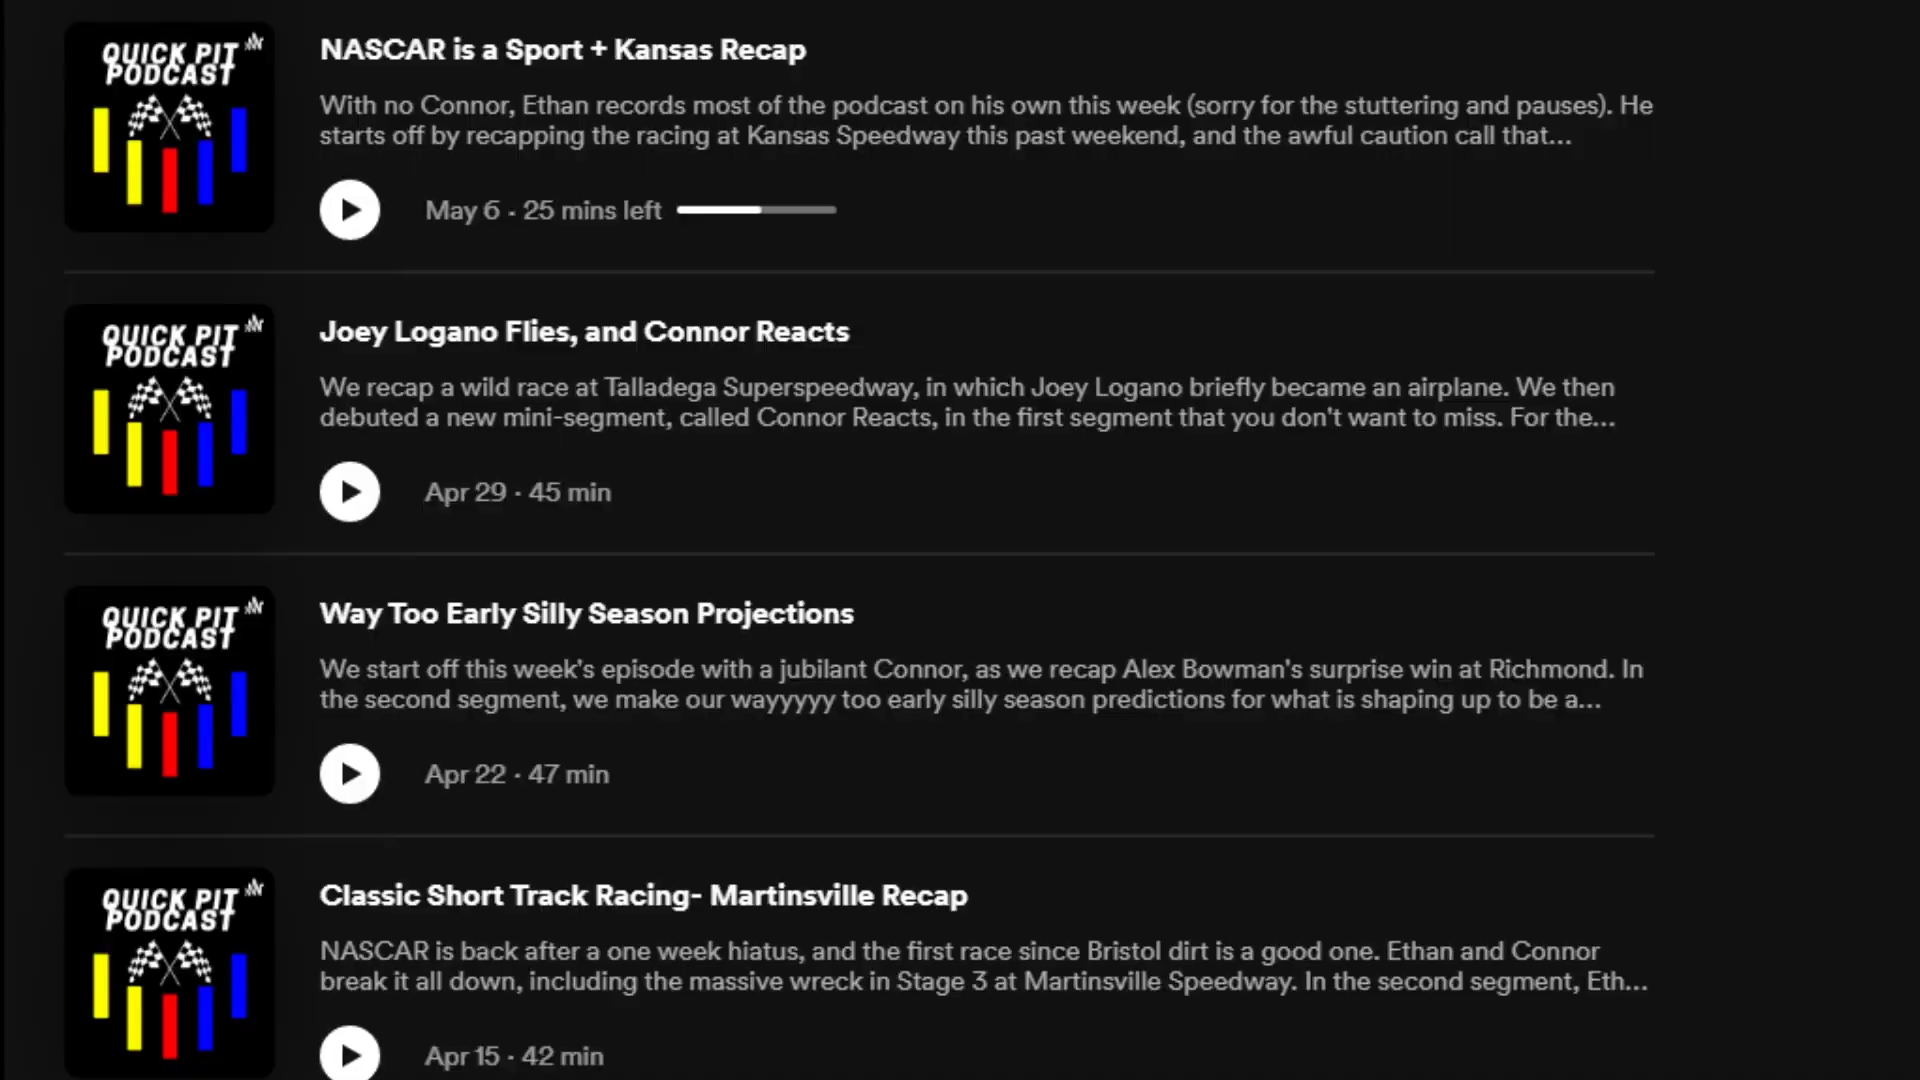 QUICK PIT
PODCAST
NASCAR is a Sport + Kansas Recap
With no Connor, Ethan records most of the podcast on his own this week (sorry for the stuttering and pauses). He
starts off by recapping the racing at Kansas Speedway this past weekend, and the awful caution call that...
May 6 · 25 mins left
QUICK PIT
PODCAST
Joey Logano Flies, and Connor Reacts
We recap a wild race at Talladega Superspeedway, in which Joey Logano briefly became an airplane. We then
debuted a new mini-segment, called Connor Reacts, in the first segment that you don't want to miss. For the...
Apr 29 · 45 min
QUICK PIT
PODCAST
Way Too Early Silly Season Projections
We start off this week's episode with a jubilant Connor, as we recap Alex Bowman's surprise win at Richmond. In
the second segment, we make our wayyyyy too early silly season predictions for what is shaping up to be a...
Apr 22 · 47 min
QUICK PIT
PODCAST
Classic Short Track Racing- Martinsville Recap
NASCAR is back after a one week hiatus, and the first race since Bristol dirt is a good one. Ethan and Connor
break it all down, including the massive wreck in Stage 3 at Martinsville Speedway. In the second segment, Eth...
Apr 15 · 42 min